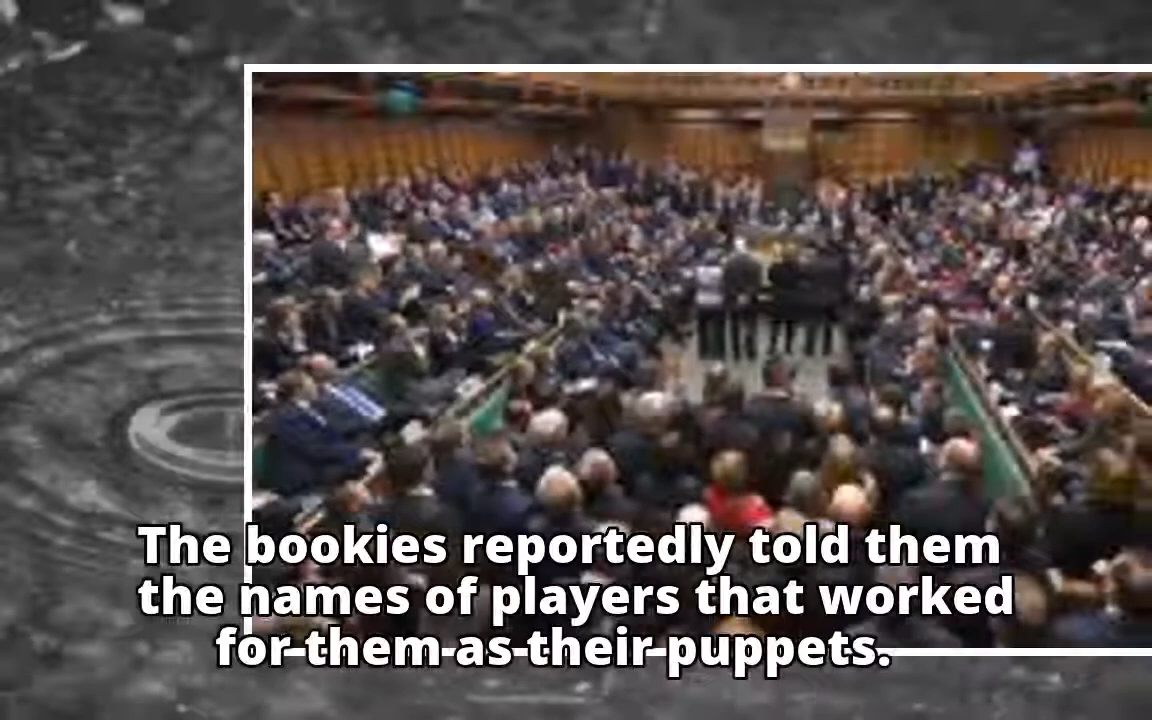 The bookies reportedly told them
the names of players that worked
for them as their puppets.